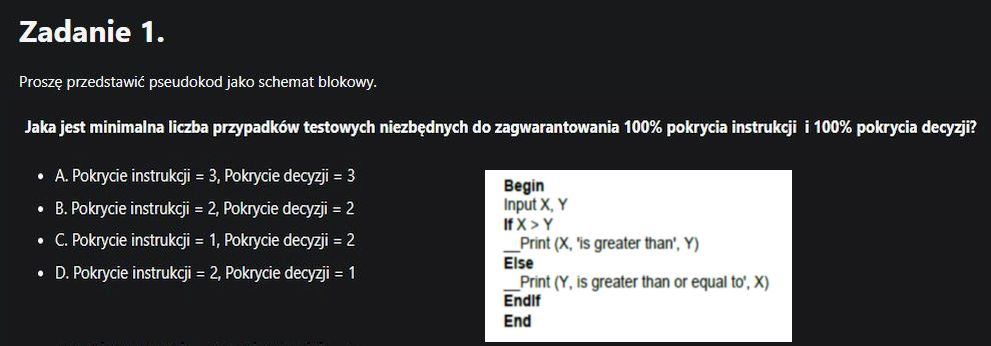 Zadanie 1.
Proszę przedstawić pseudokod jako schemat blokowy.
Jaka jest minimalna liczba przypadków testowych niezbędnych do zagwarantowania 100% pokrycia instrukcji i 100% pokrycia decyzji?
• A. Pokrycie instrukcji = 3, Pokrycie decyzji = 3
• B. Pokrycie instrukcji = 2, Pokrycie decyzji = 2
• C. Pokrycie instrukcji = 1, Pokrycie decyzji = 2
• D. Pokrycie instrukcji = 2, Pokrycie decyzji = 1
Begin
Input X, Y
If X > Y
__Print (X, 'is greater than', Y)
Else
__Print (Y, is greater than or equal to', X)
EndIf
End